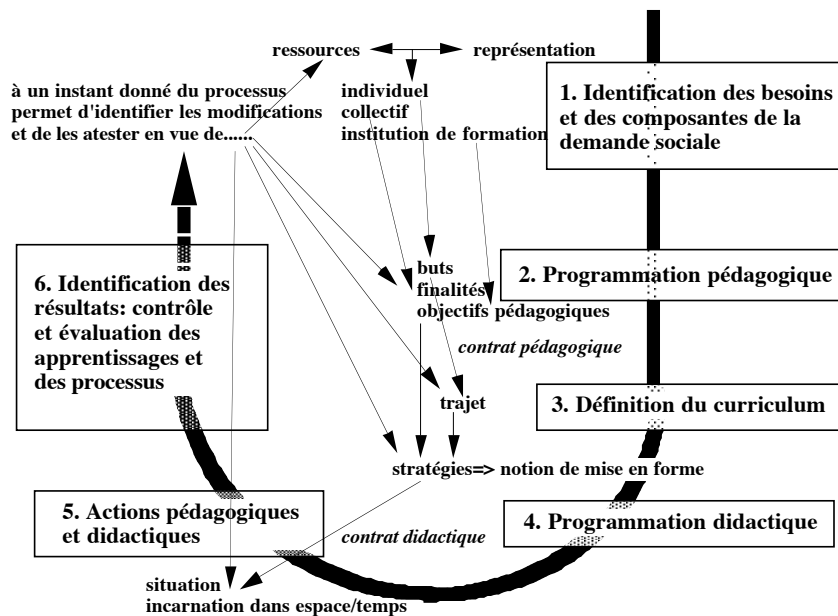 ressources
représentation
à un instant donné du processus
permet d'identifier les modifications
et de les atester en vue de......
individuel
collectif
institution de formation
1. Identification des besoins
et des composantes de la
demande sociale
buts
finalités
objectifs pédagogiques
2. Programmation pédagogique
6. Identification des
résultats: contrôle
et évaluation des
apprentissages et
des processus
contrat pédagogique
trajet
3. Définition du curriculum
stratégies=> notion de mise en forme
5. Actions pédagogiques
et didactiques
contrat didactique
4. Programmation didactique
situation
incarnation dans espace/temps